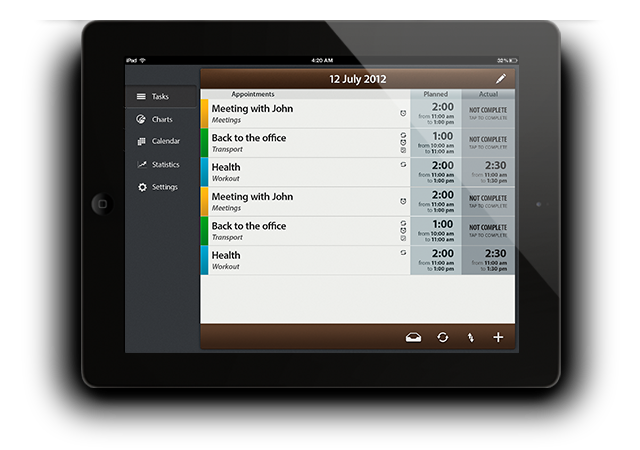 iPad
4:20 AM
12 July 2012
Appointments Planned Actual
Tasks
Charts
Calendar
Statistics
Settings
Meeting with John
Meetings
2:00
from 11:00 am
to 1:00 pm
NOT COMPLETE
TAP TO COMPLETE
Back to the office
Transport
1:00
from 10:00 am
to 11:00 am
NOT COMPLETE
TAP TO COMPLETE
Health
Workout
2:00
from 11:00 am
to 1:00 pm
2:30
from 11:00 am
to 1:30 pm
Meeting with John
Meetings
2:00
from 11:00 am
to 1:00 pm
NOT COMPLETE
TAP TO COMPLETE
Back to the office
Transport
1:00
from 10:00 am
to 11:00 am
NOT COMPLETE
TAP TO COMPLETE
Health
Workout
2:00
from 11:00 am
to 1:00 pm
2:30
from 11:00 am
to 1:30 pm